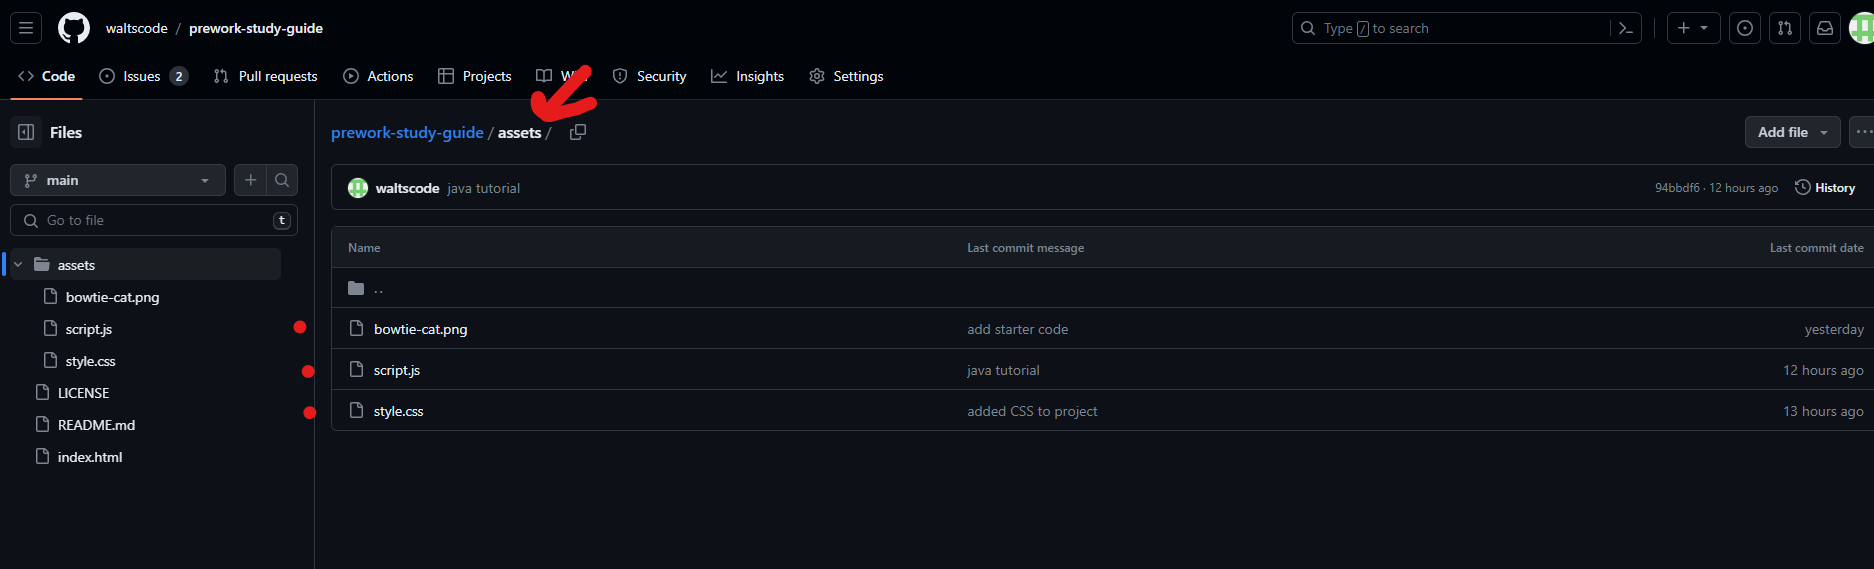 waltscode / prework-study-guide
Type / to search
Code Issues 2 Pull requests Actions Projects Security Insights Settings
Files
prework-study-guide / assets /
Add file
main
waltscode java tutorial
94bbdf6 · 12 hours ago History
Go to file t
Name Last commit message Last commit date
assets
..
bowtie-cat.png
script.js
style.css
LICENSE
README.md
index.html
bowtie-cat.png add starter code yesterday
script.js java tutorial 12 hours ago
style.css added CSS to project 13 hours ago